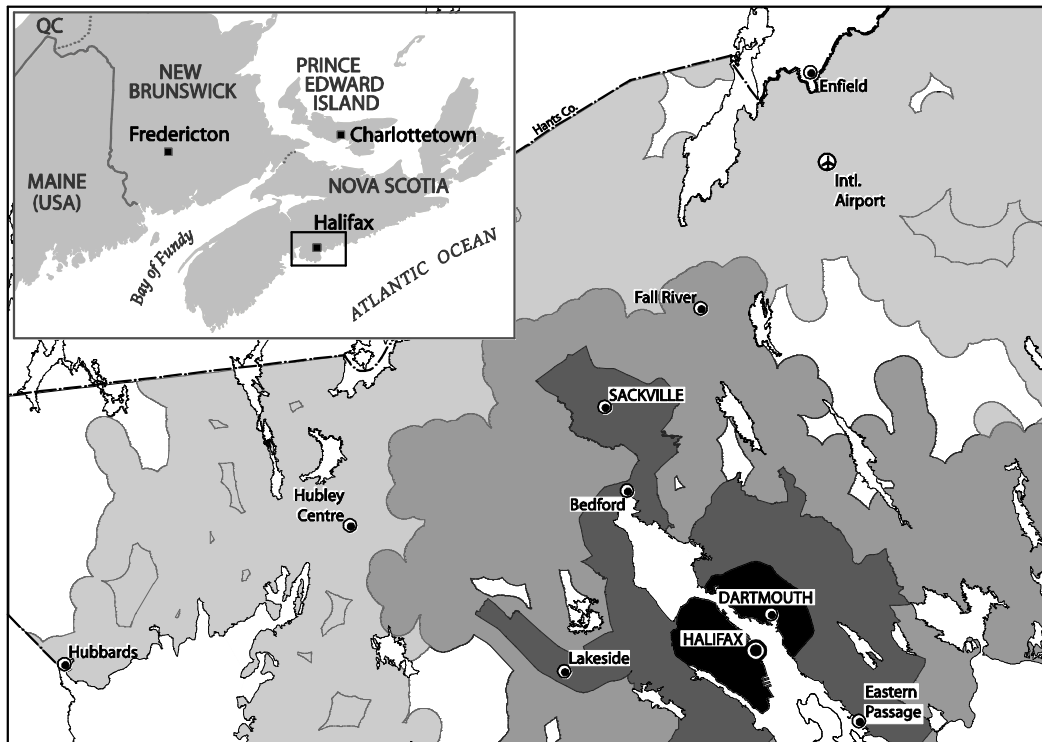 QC
NEW
BRUNSWICK
PRINCE
EDWARD
ISLAND
Fredericton
Charlottetown
MAINE
(USA)
NOVA SCOTIA
Halifax
Bay of Fundy
ATLANTIC OCEAN
Hants Co.
Enfield
Intl.
Airport
Fall River
SACKVILLE
Hubley
Centre
Bedford
DARTMOUTH
HALIFAX
Hubbards
Lakeside
Eastern
Passage